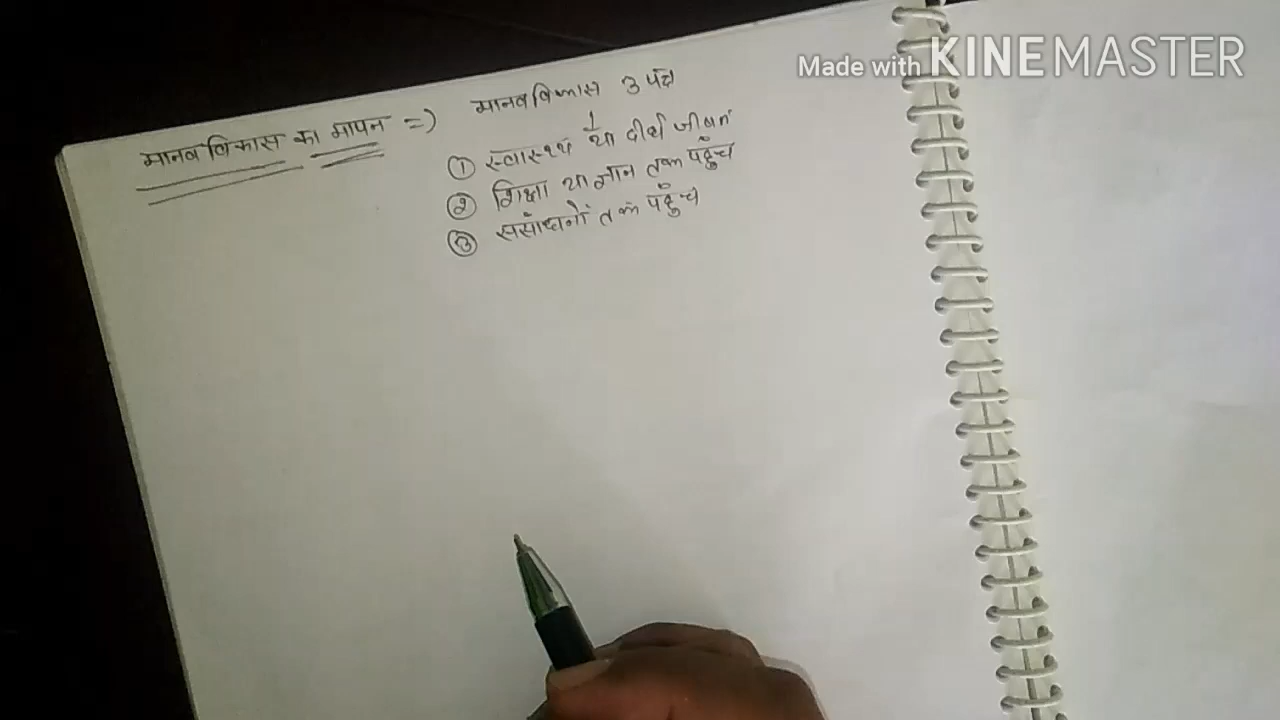 Made with KINEMASTER
मानव विकास का मापन => मानव विकास 3 पक्ष
① स्वास्थ्य या दीर्घ जीवन
② शिक्षा या ज्ञान तक पहुँच
③ संसाधनों तक पहुँच